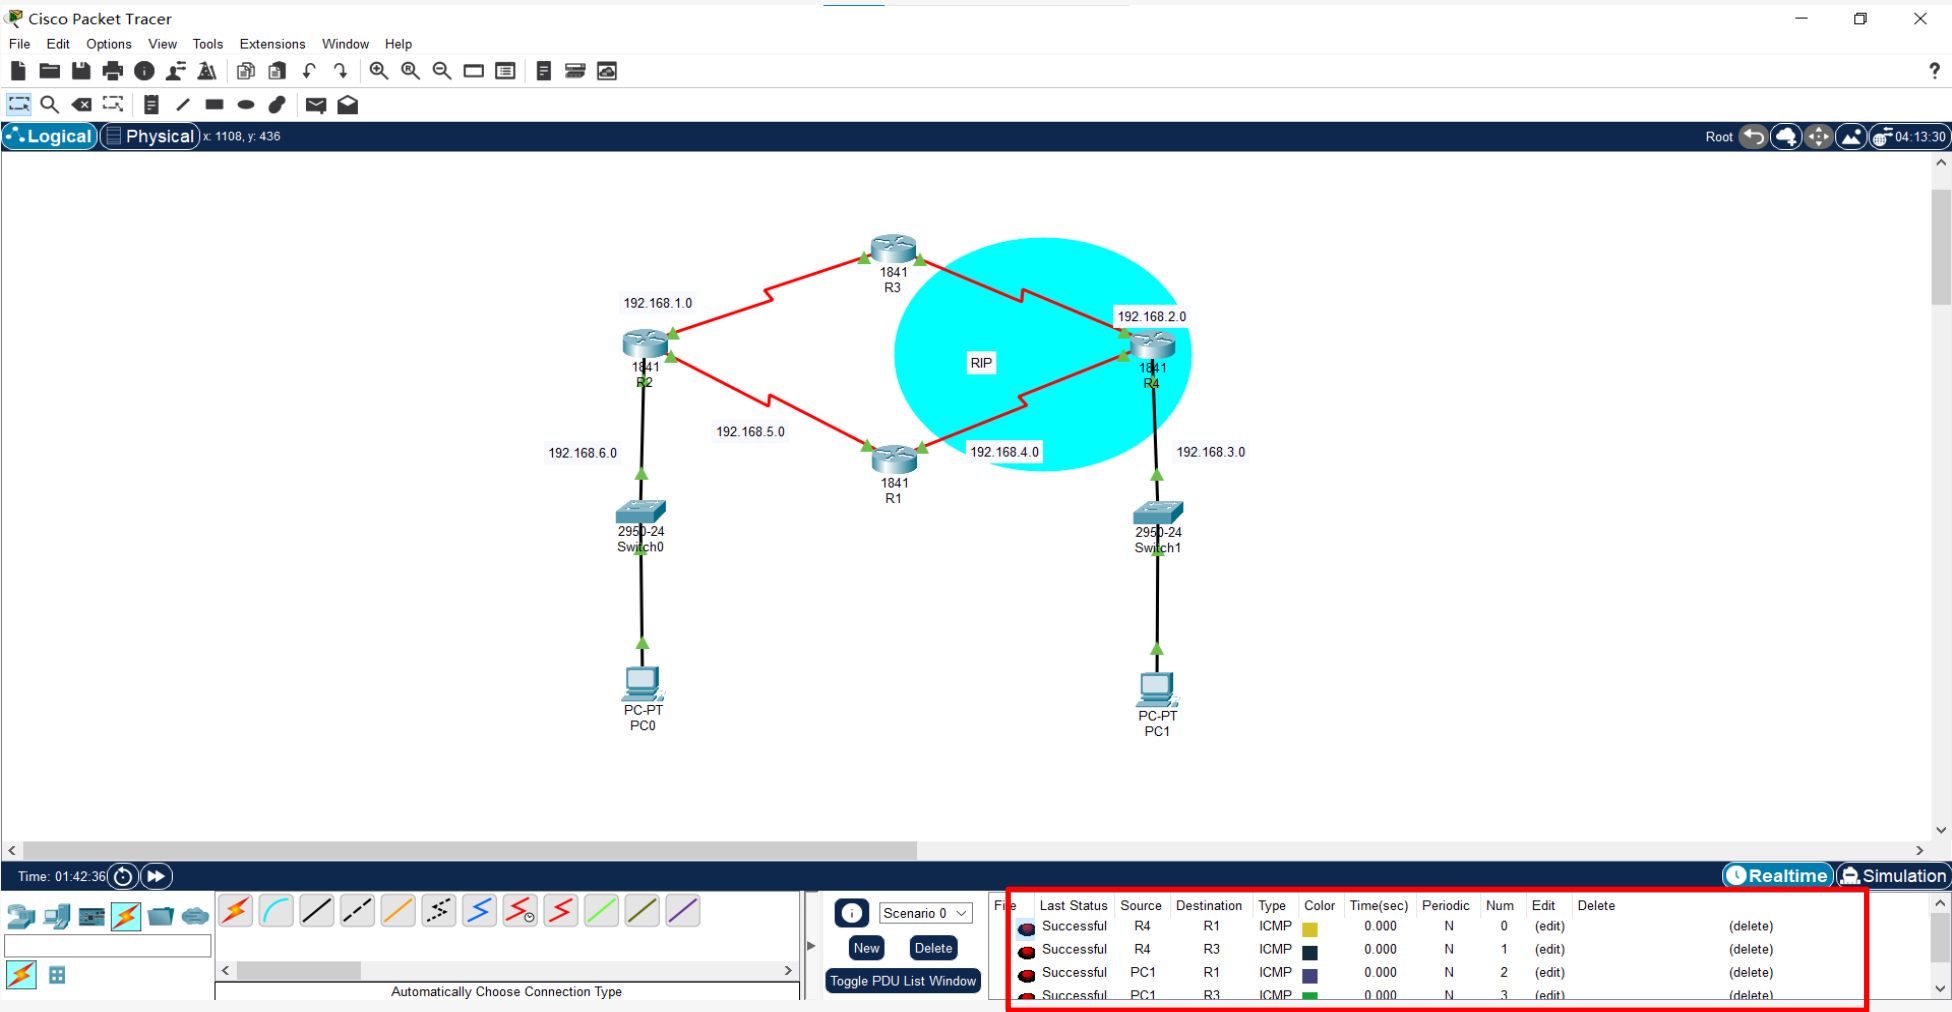 Cisco Packet Tracer
File Edit Options View Tools Extensions Window Help
?
Logical Physical x: 1108, y: 436 Root 04:13:30
1841
R3
192.168.1.0
192.168.2.0
1841
R2
RIP
1841
R4
192.168.5.0
192.168.6.0
192.168.4.0
192.168.3.0
1841
R1
2950-24
Switch0
2950-24
Switch1
PC-PT
PC0
PC-PT
PC1
Time: 01:42:36 Realtime Simulation
Scenario 0
New Delete
Toggle PDU List Window
Automatically Choose Connection Type
File Last Status Source Destination Type Color Time(sec) Periodic Num Edit Delete
Successful R4 R1 ICMP 0.000 N 0 (edit) (delete)
Successful R4 R3 ICMP 0.000 N 1 (edit) (delete)
Successful PC1 R1 ICMP 0.000 N 2 (edit) (delete)
Successful PC1 R3 ICMP 0.000 N 3 (edit) (delete)